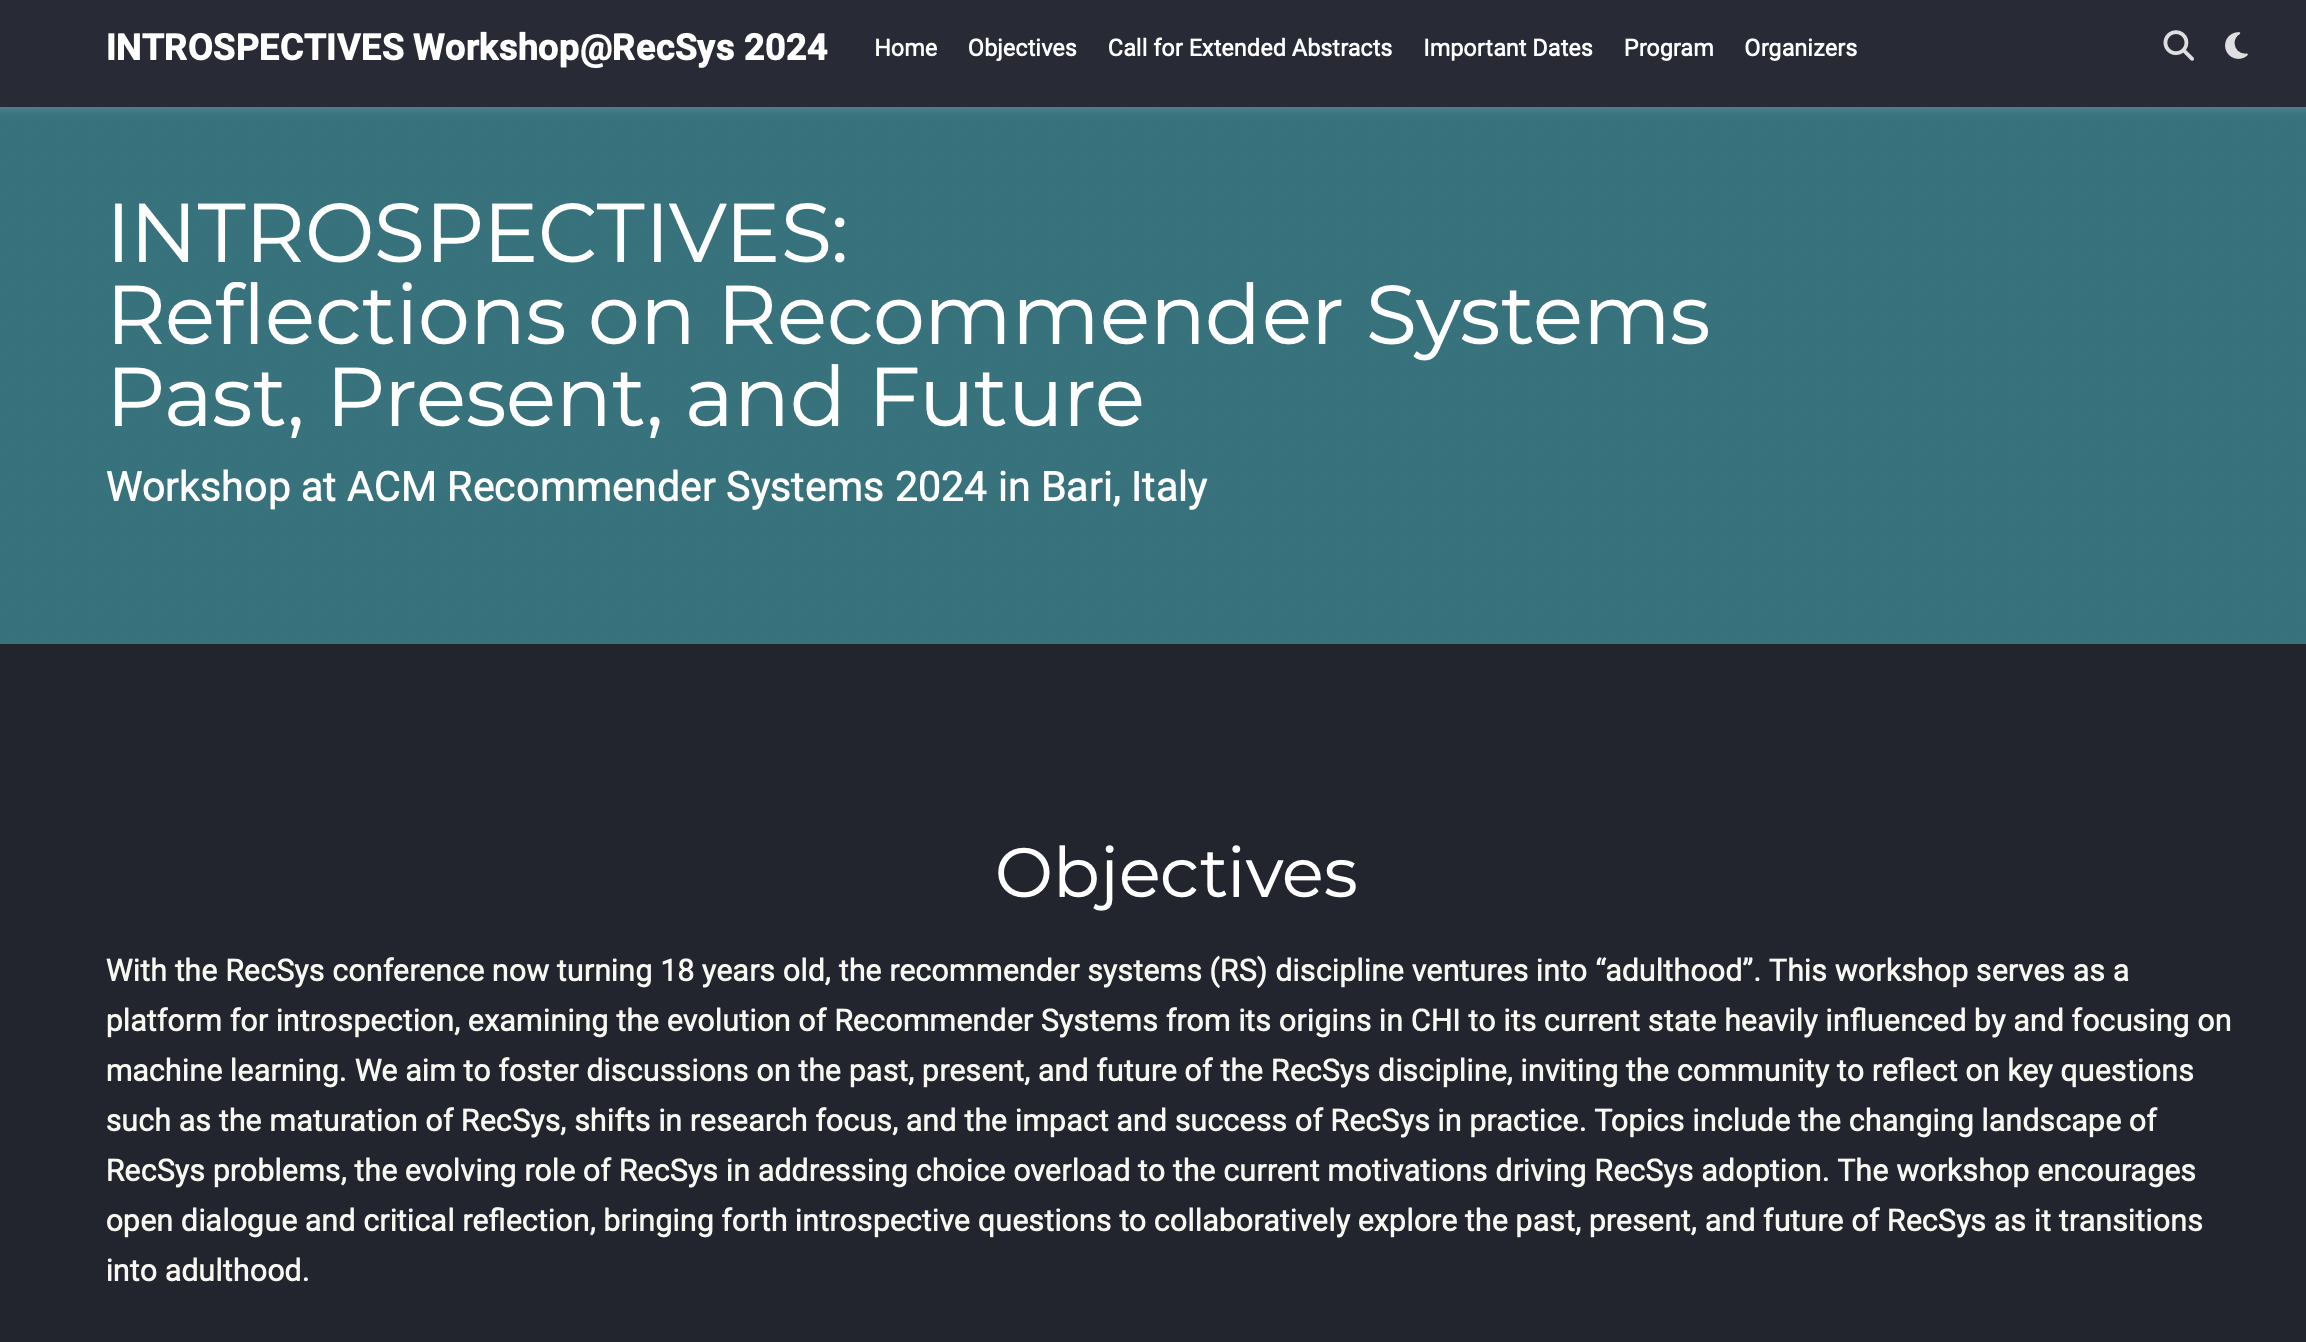 INTROSPECTIVES Workshop@RecSys 2024 Home Objectives Call for Extended Abstracts Important Dates Program Organizers
INTROSPECTIVES:
Reflections on Recommender Systems
Past, Present, and Future
Workshop at ACM Recommender Systems 2024 in Bari, Italy
Objectives
With the RecSys conference now turning 18 years old, the recommender systems (RS) discipline ventures into “adulthood”. This workshop serves as a
platform for introspection, examining the evolution of Recommender Systems from its origins in CHI to its current state heavily influenced by and focusing on
machine learning. We aim to foster discussions on the past, present, and future of the RecSys discipline, inviting the community to reflect on key questions
such as the maturation of RecSys, shifts in research focus, and the impact and success of RecSys in practice. Topics include the changing landscape of
RecSys problems, the evolving role of RecSys in addressing choice overload to the current motivations driving RecSys adoption. The workshop encourages
open dialogue and critical reflection, bringing forth introspective questions to collaboratively explore the past, present, and future of RecSys as it transitions
into adulthood.